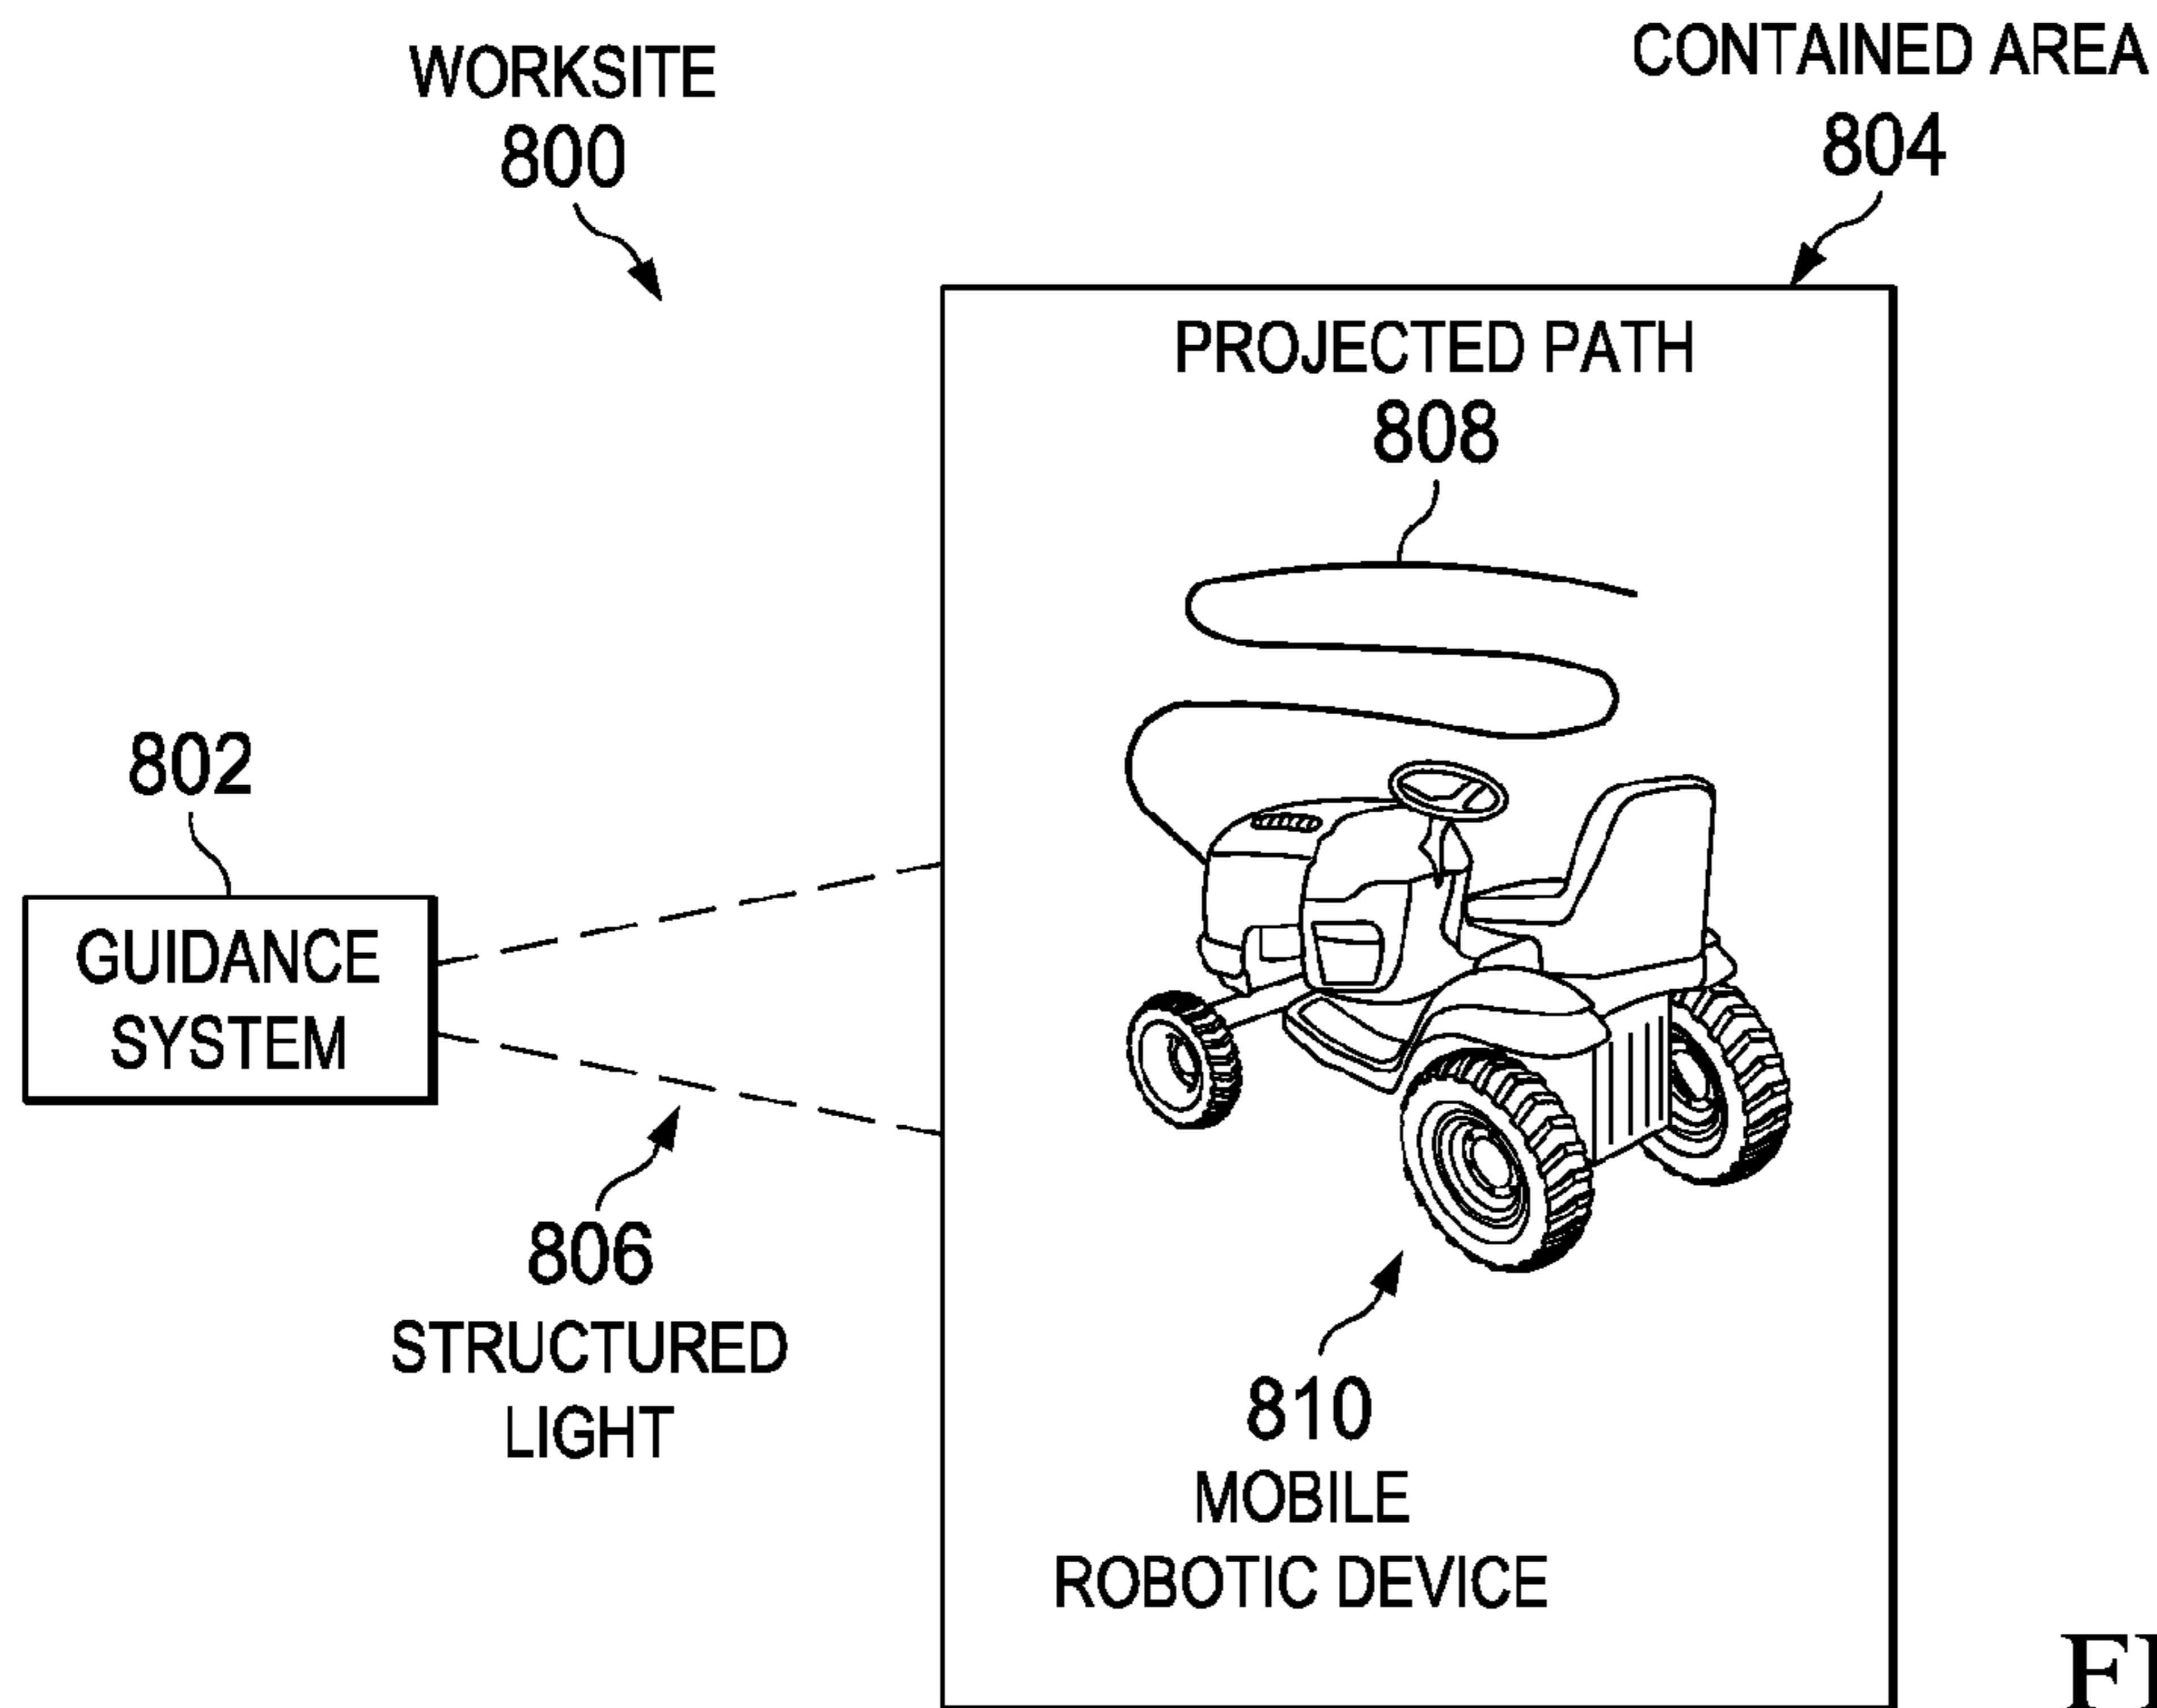 WORKSITE
800
CONTAINED AREA
804
PROJECTED PATH
808
802
GUIDANCE
SYSTEM
806
STRUCTURED
LIGHT
810
MOBILE
ROBOTIC DEVICE